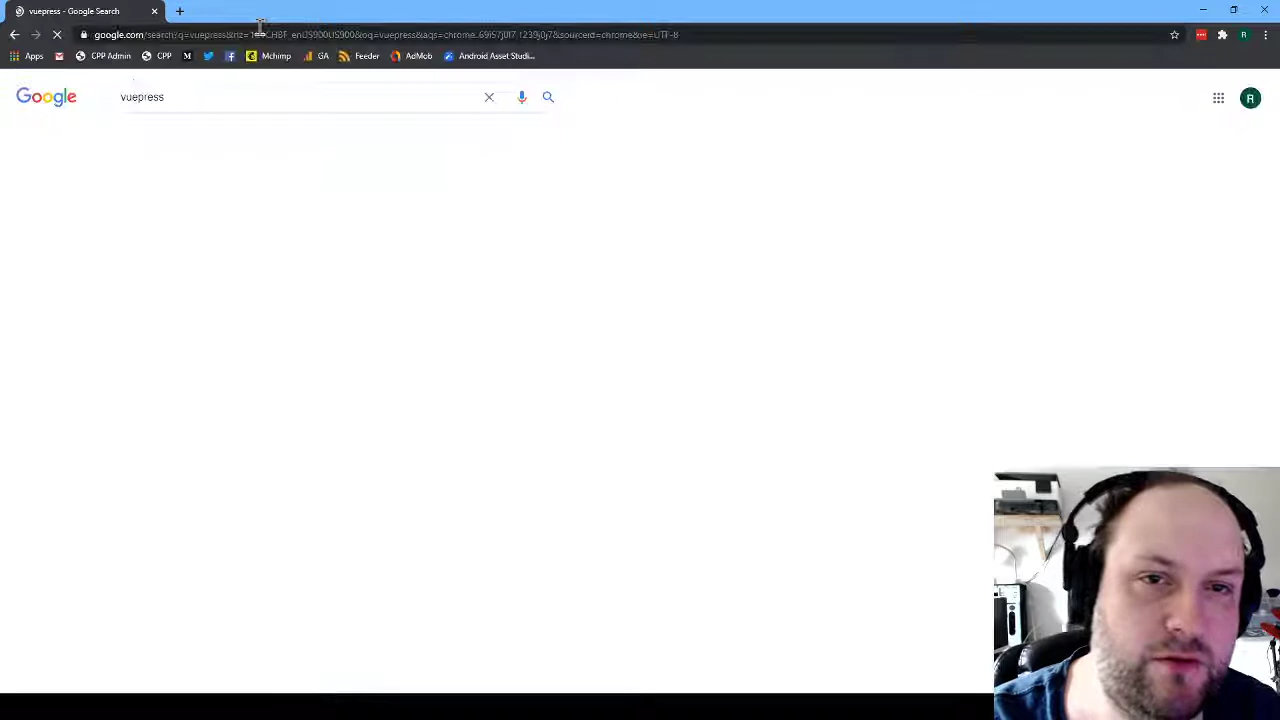 vuepress - Google Search
google.com
Apps CPP Admin CPP Mchimp GA Feeder AdMob Android Asset Studi...
Google vuepress R